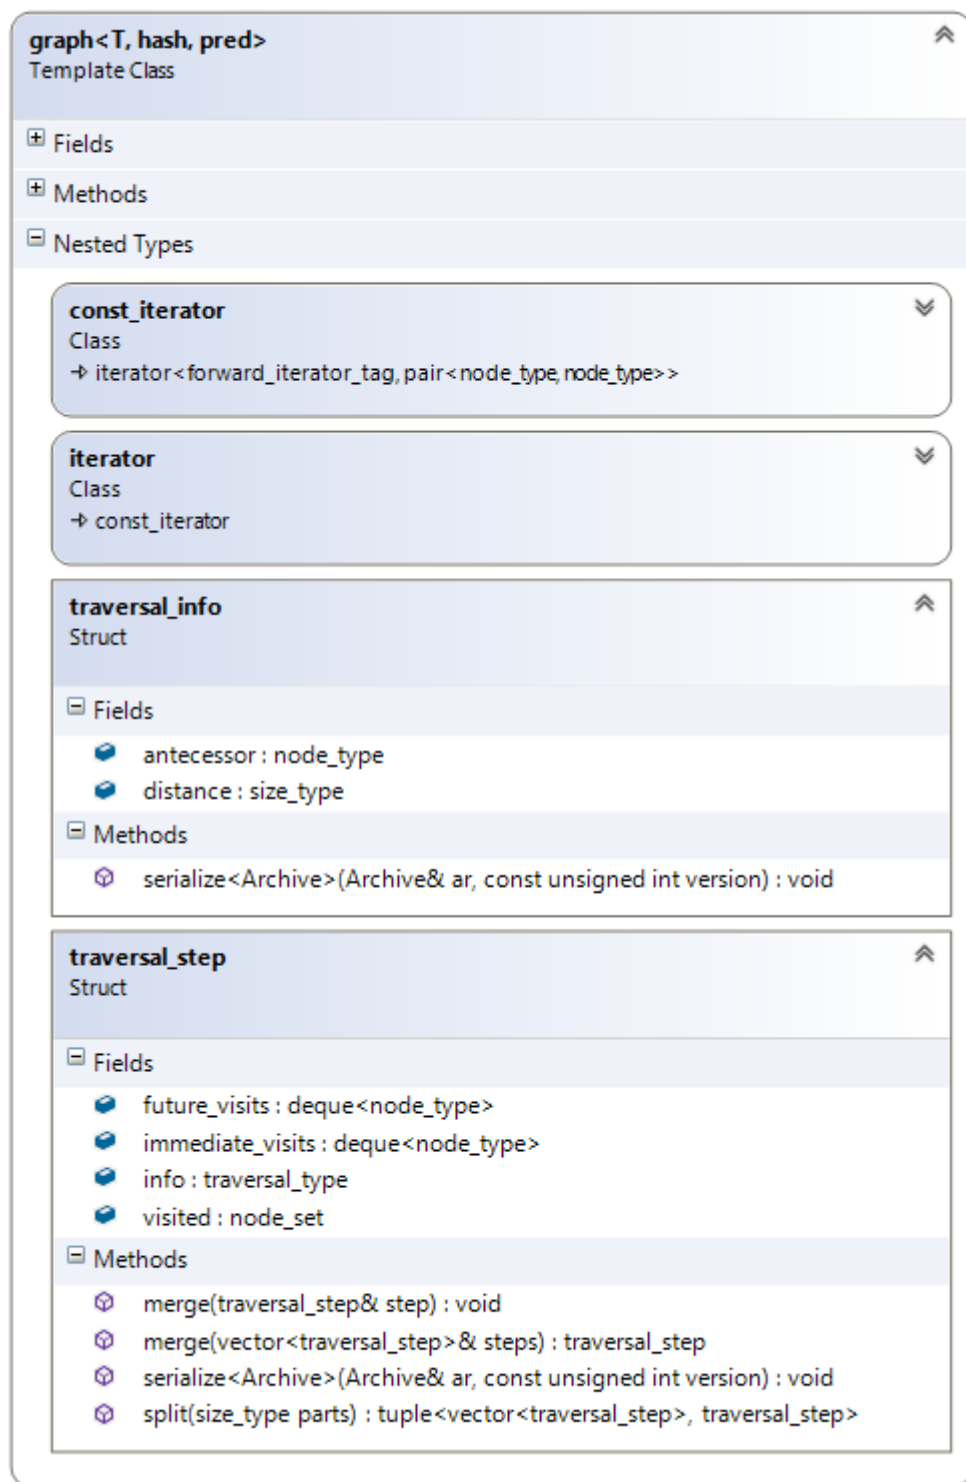 graph<T, hash, pred>
Template Class
Fields
Methods
Nested Types
const_iterator
Class
iterator<forward_iterator_tag, pair<node_type, node_type>>
iterator
Class
const_iterator
traversal_info
Struct
Fields
antecessor : node_type
distance : size_type
Methods
serialize<Archive>(Archive& ar, const unsigned int version) : void
traversal_step
Struct
Fields
future_visits : deque<node_type>
immediate_visits : deque<node_type>
info : traversal_type
visited : node_set
Methods
merge(traversal_step& step) : void
merge(vector<traversal_step>& steps) : traversal_step
serialize<Archive>(Archive& ar, const unsigned int version) : void
split(size_type parts) : tuple<vector<traversal_step>, traversal_step>